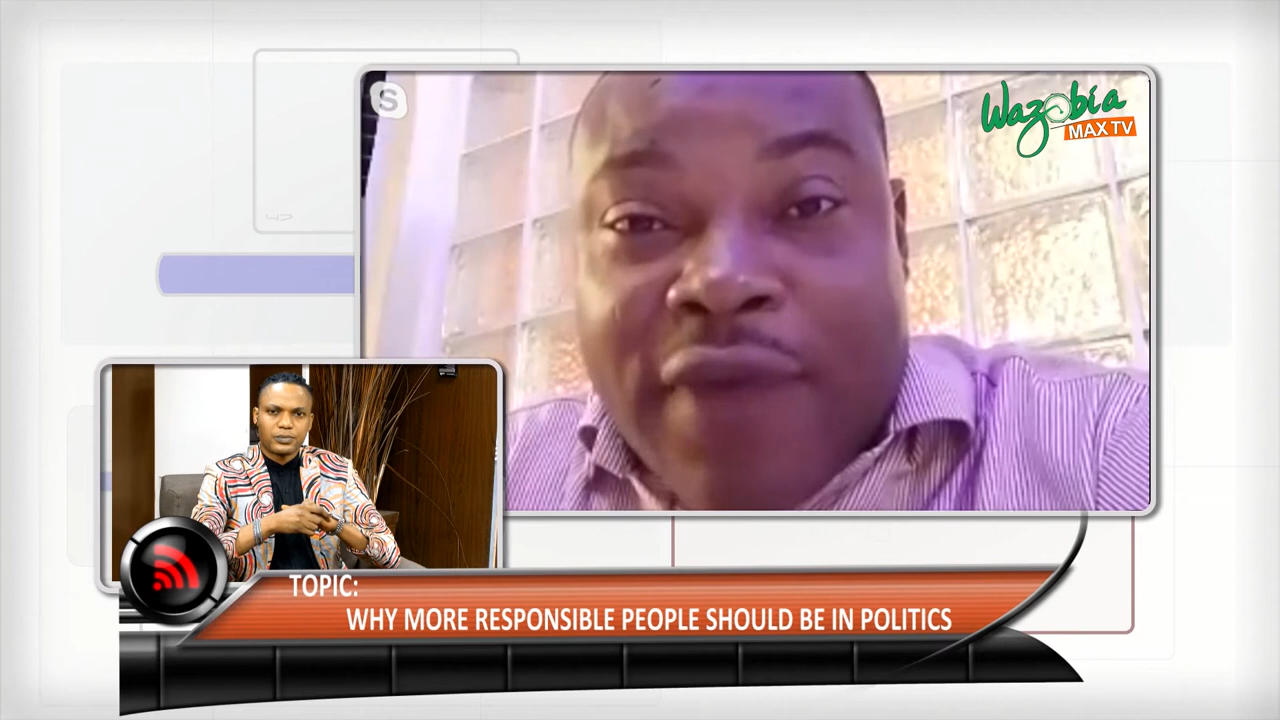 S
Wazobia
MAX TV
TOPIC:
WHY MORE RESPONSIBLE PEOPLE SHOULD BE IN POLITICS